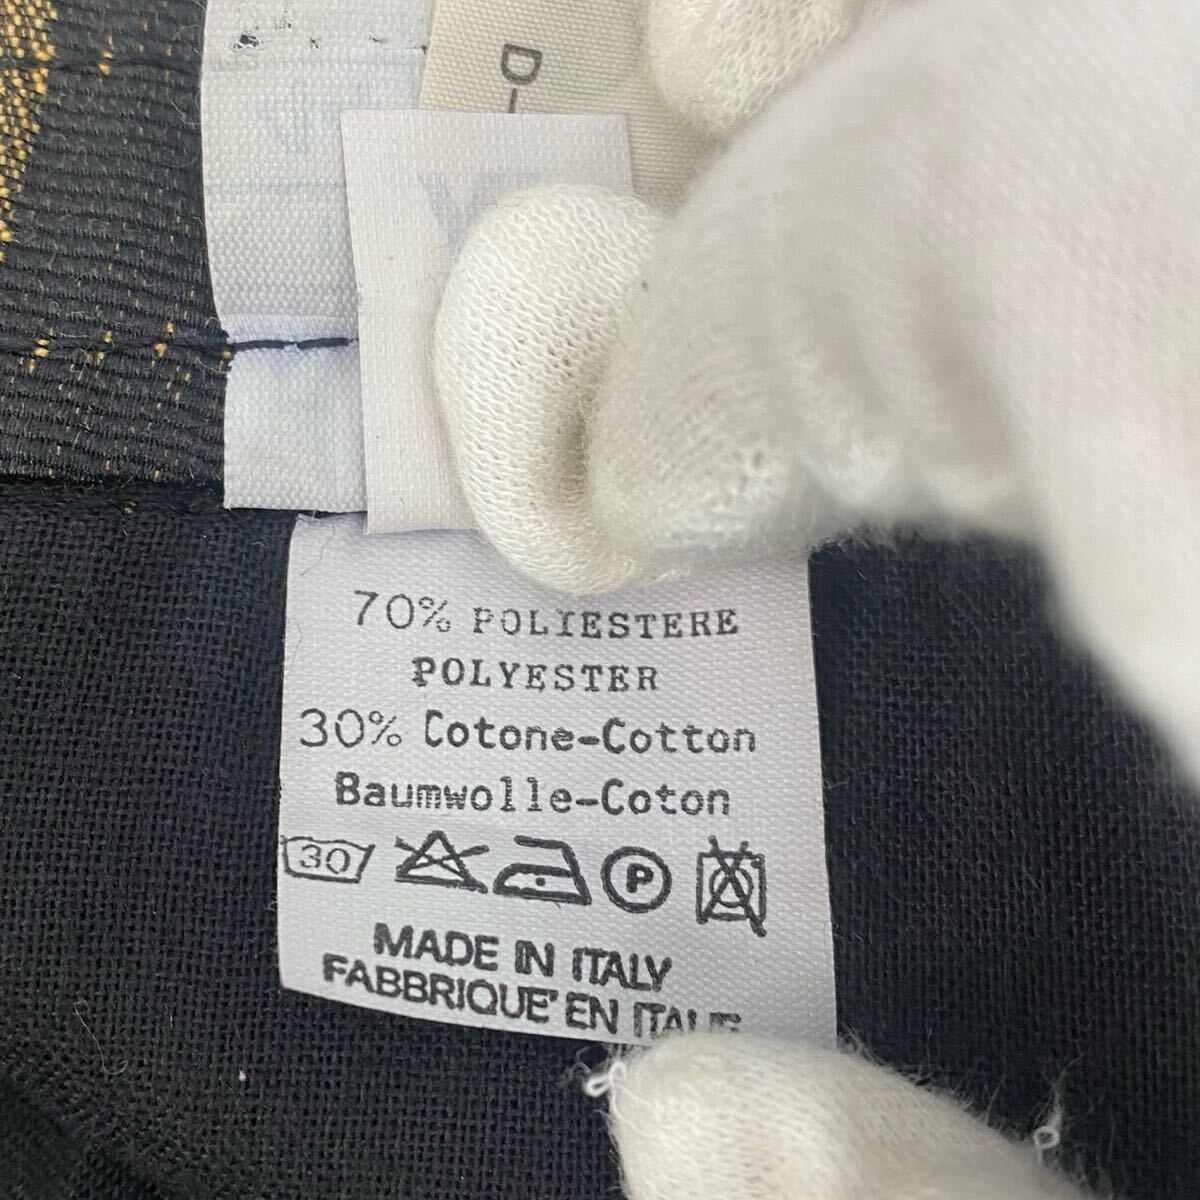 D-
70% POLIESTERE
POLYESTER
30% Cotone-Cotton
Baumwolle-Coton
30 P
MADE IN ITALY
FABBRIQUE' EN ITALIE